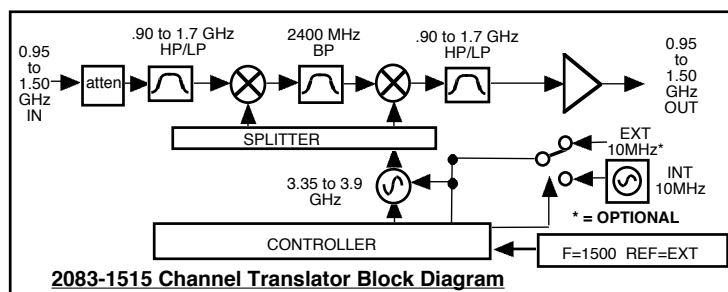 .90 to 1.7 GHz
HP/LP
2400 MHz
BP
.90 to 1.7 GHz
HP/LP
0.95
to
1.50
GHz
IN
atten
0.95
to
1.50
GHz
OUT
SPLITTER
EXT
10MHz*
3.35 to 3.9
GHz
INT
10MHz
* = OPTIONAL
CONTROLLER
F=1500 REF=EXT
2083-1515 Channel Translator Block Diagram